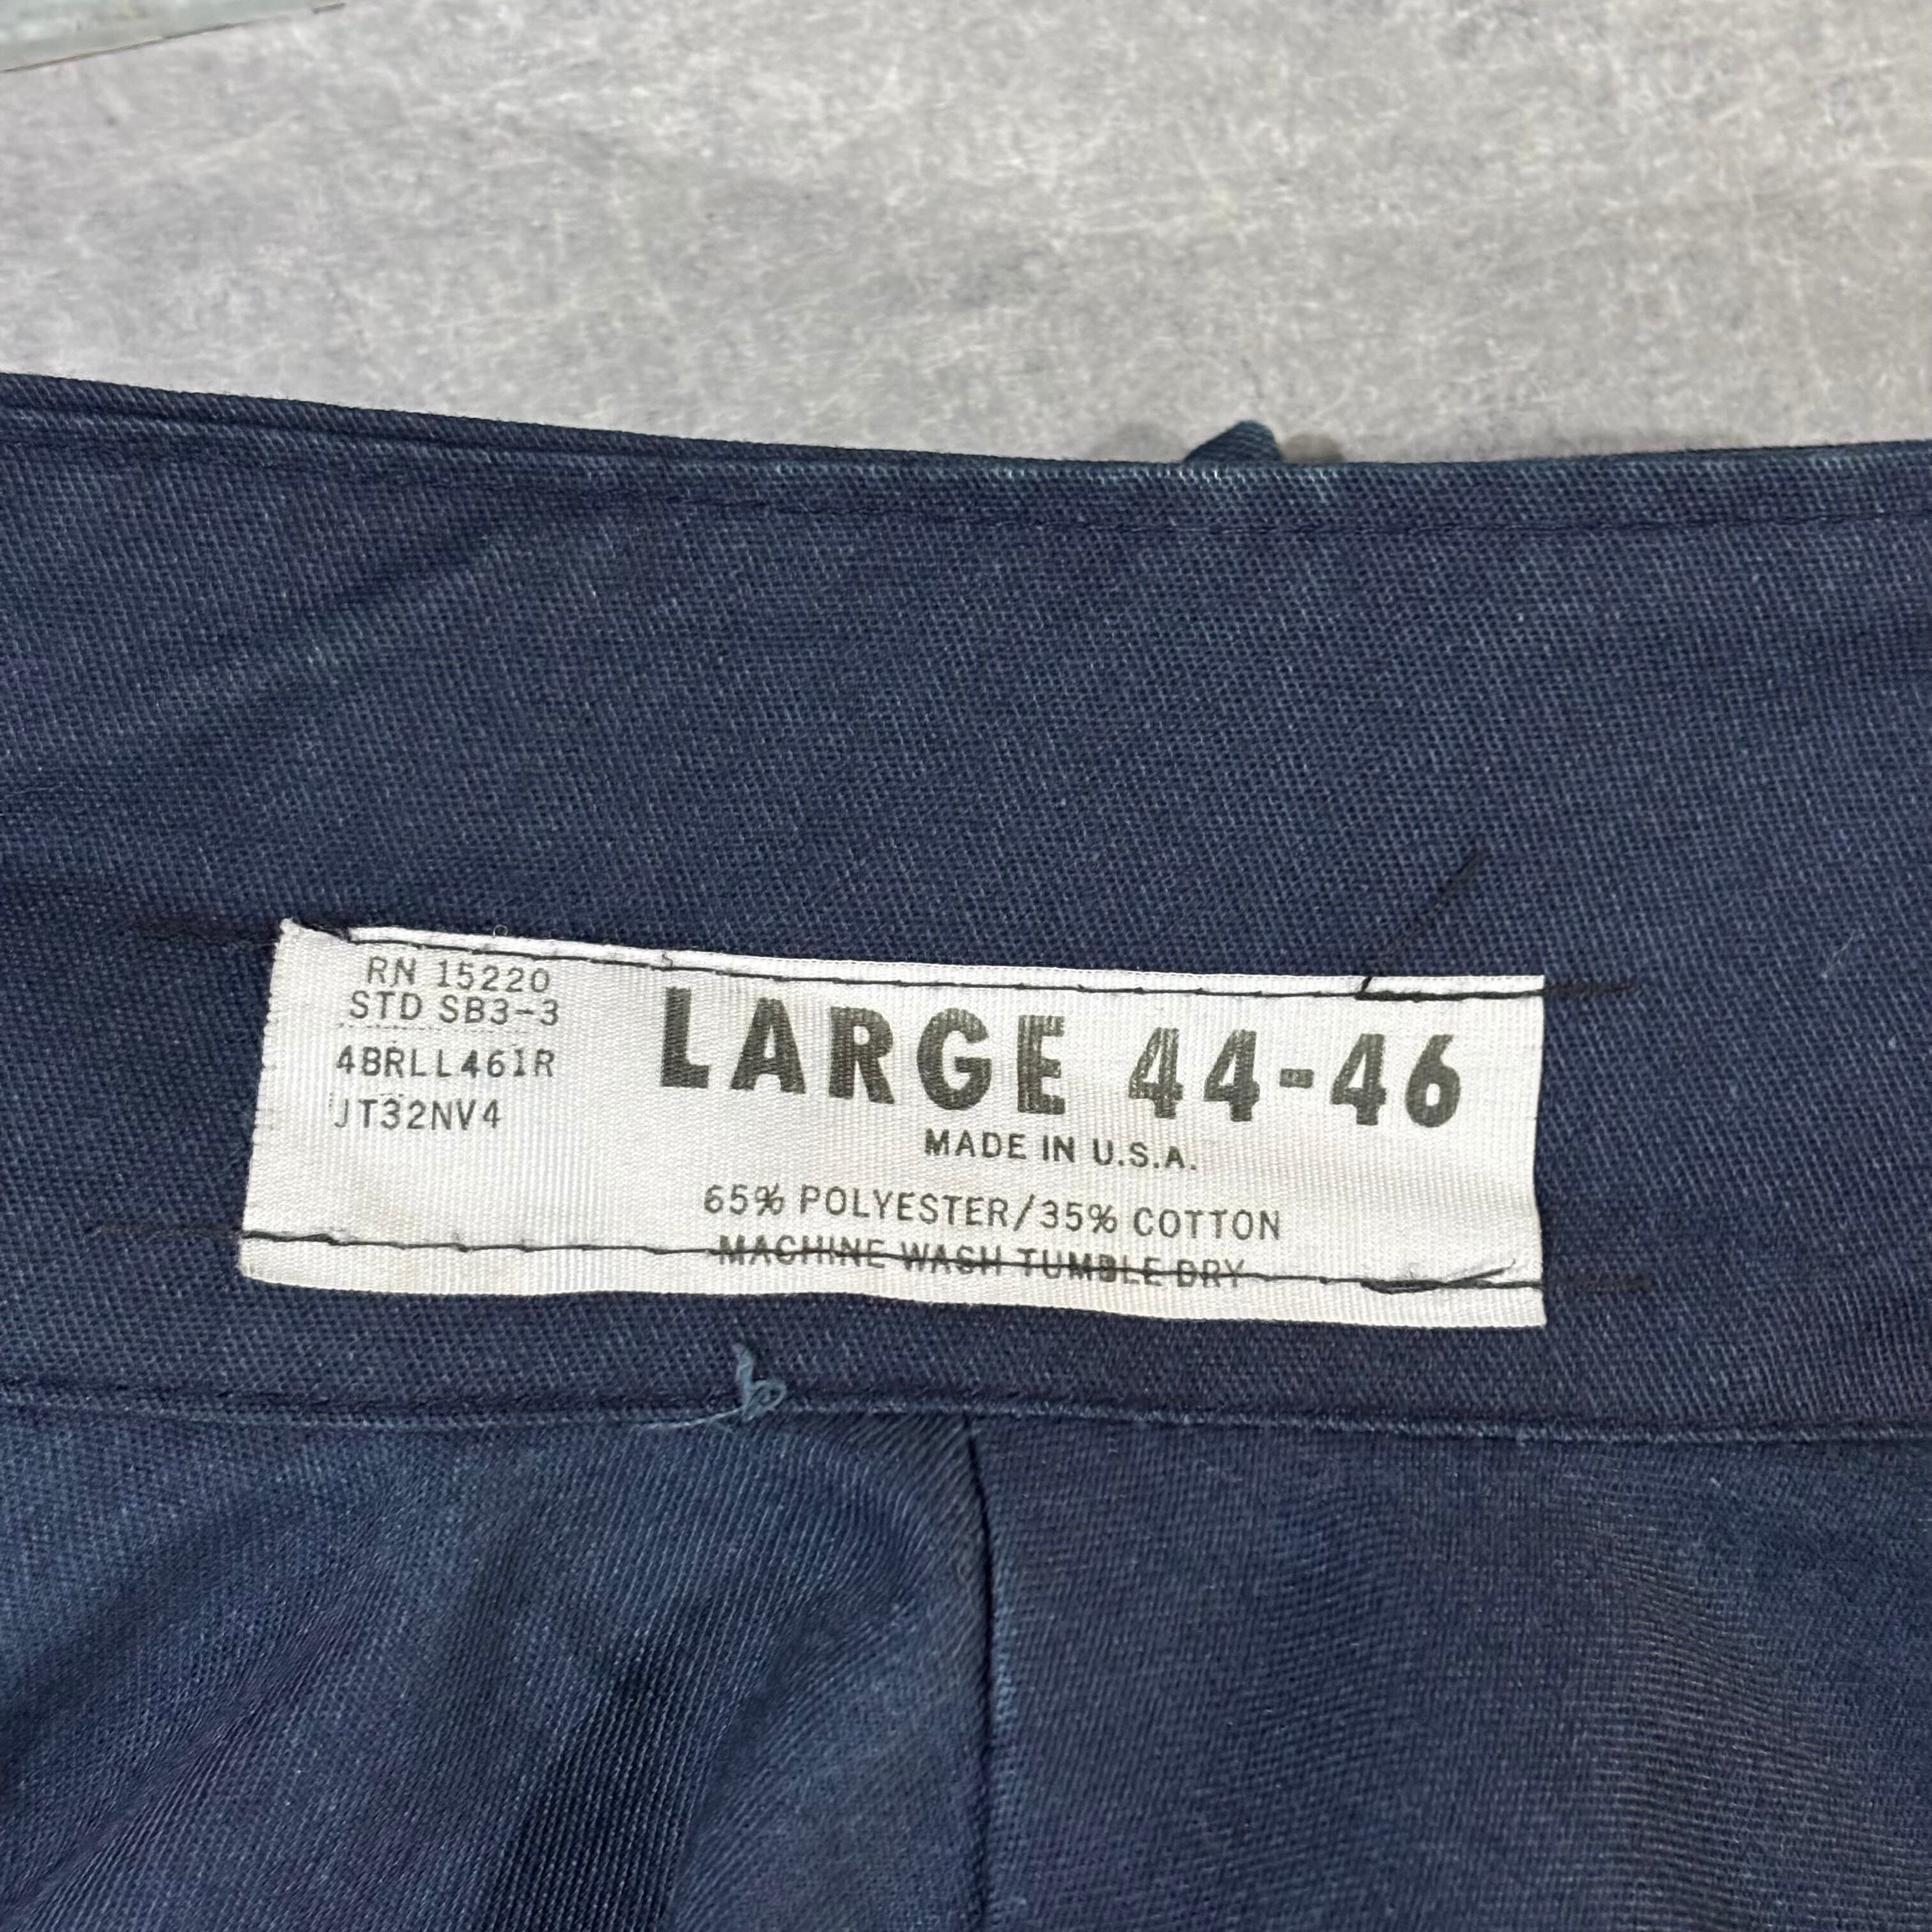 RN 15220
STD SB3-3
4BRLL461R
JT32NV4
LARGE 44-46
MADE IN U.S.A.
65% POLYESTER/35% COTTON
MACHINE WASH TUMBLE DRY